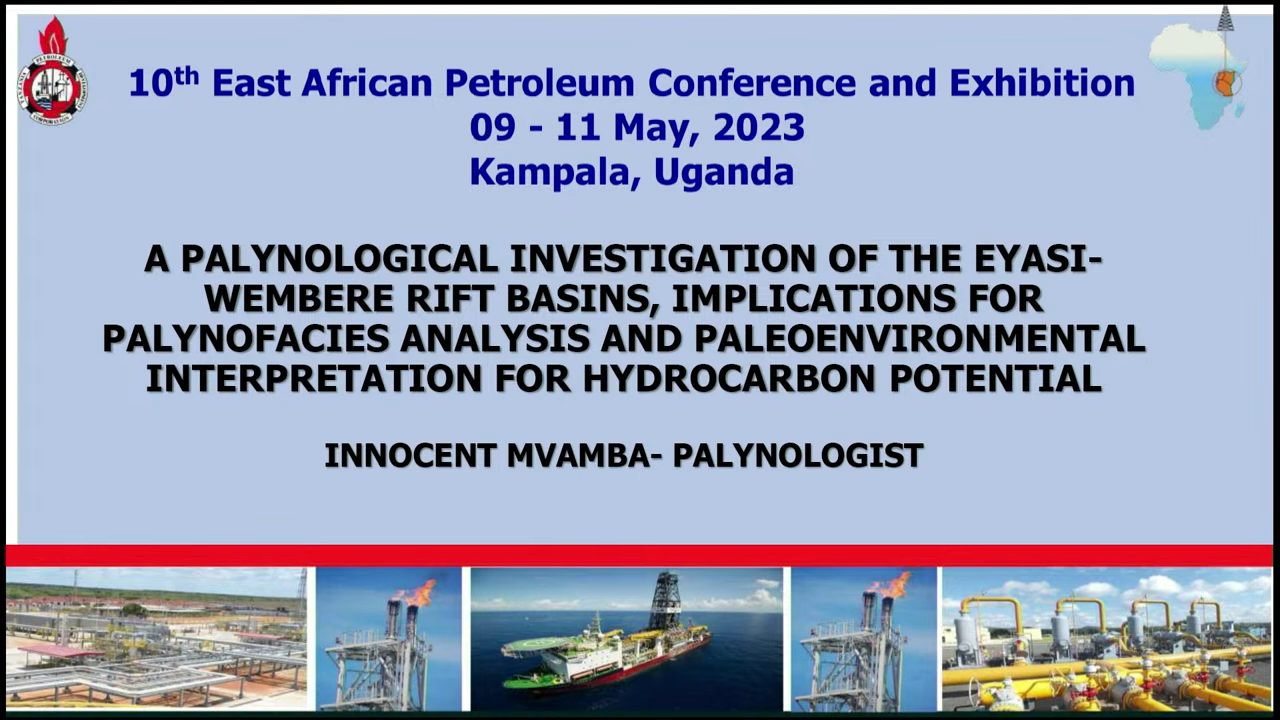 10th East African Petroleum Conference and Exhibition
09 - 11 May, 2023
Kampala, Uganda
A PALYNOLOGICAL INVESTIGATION OF THE EYASI-
WEMBERE RIFT BASINS, IMPLICATIONS FOR
PALYNOFACIES ANALYSIS AND PALEOENVIRONMENTAL
INTERPRETATION FOR HYDROCARBON POTENTIAL
INNOCENT MVAMBA- PALYNOLOGIST